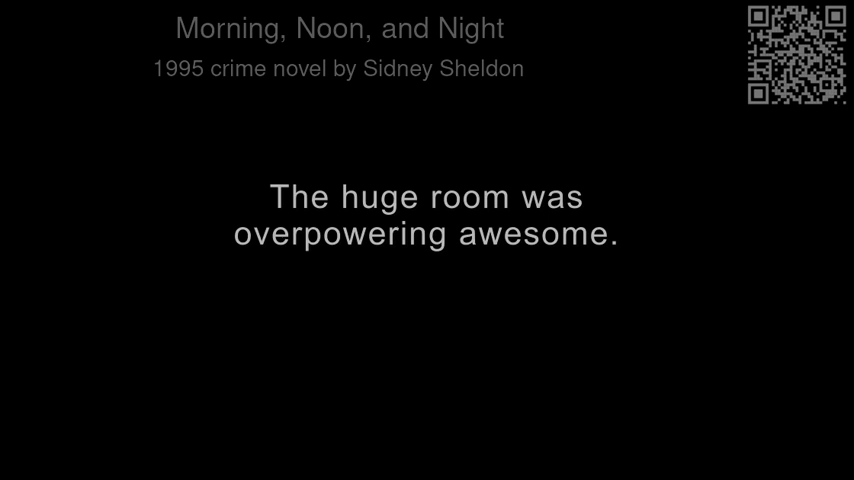 Morning, Noon, and Night
1995 crime novel by Sidney Sheldon
The huge room was
overpowering awesome.